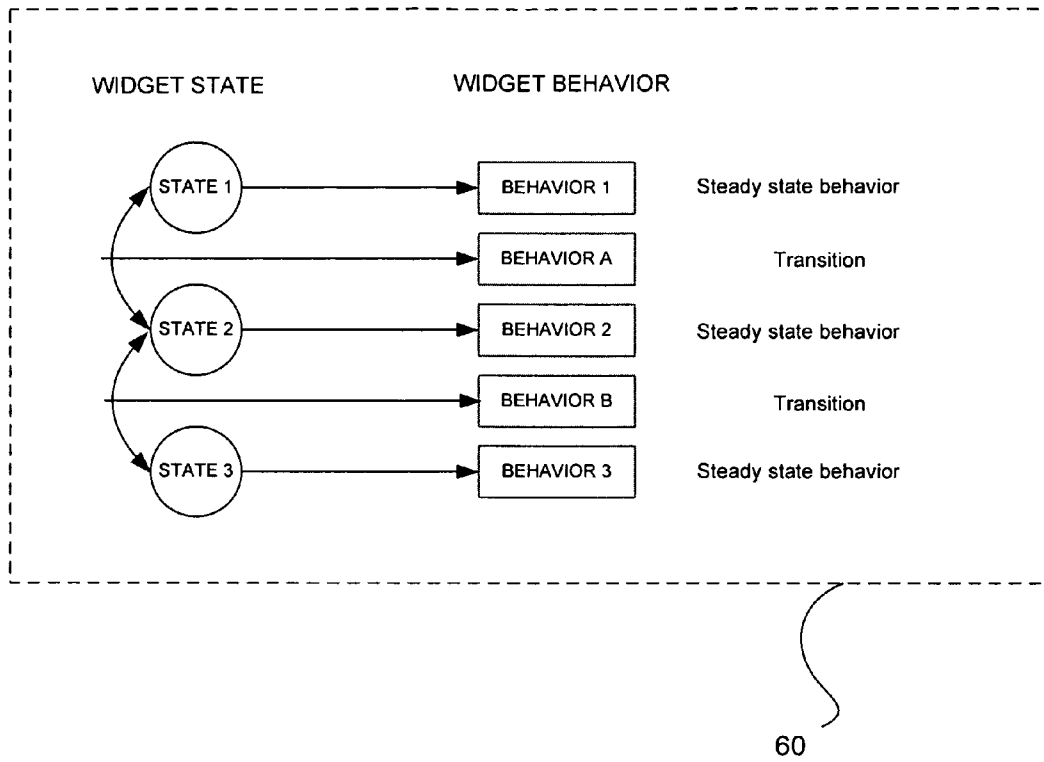 WIDGET STATE WIDGET BEHAVIOR
STATE 1 BEHAVIOR 1 Steady state behavior
BEHAVIOR A Transition
STATE 2 BEHAVIOR 2 Steady state behavior
BEHAVIOR B Transition
STATE 3 BEHAVIOR 3 Steady state behavior
60